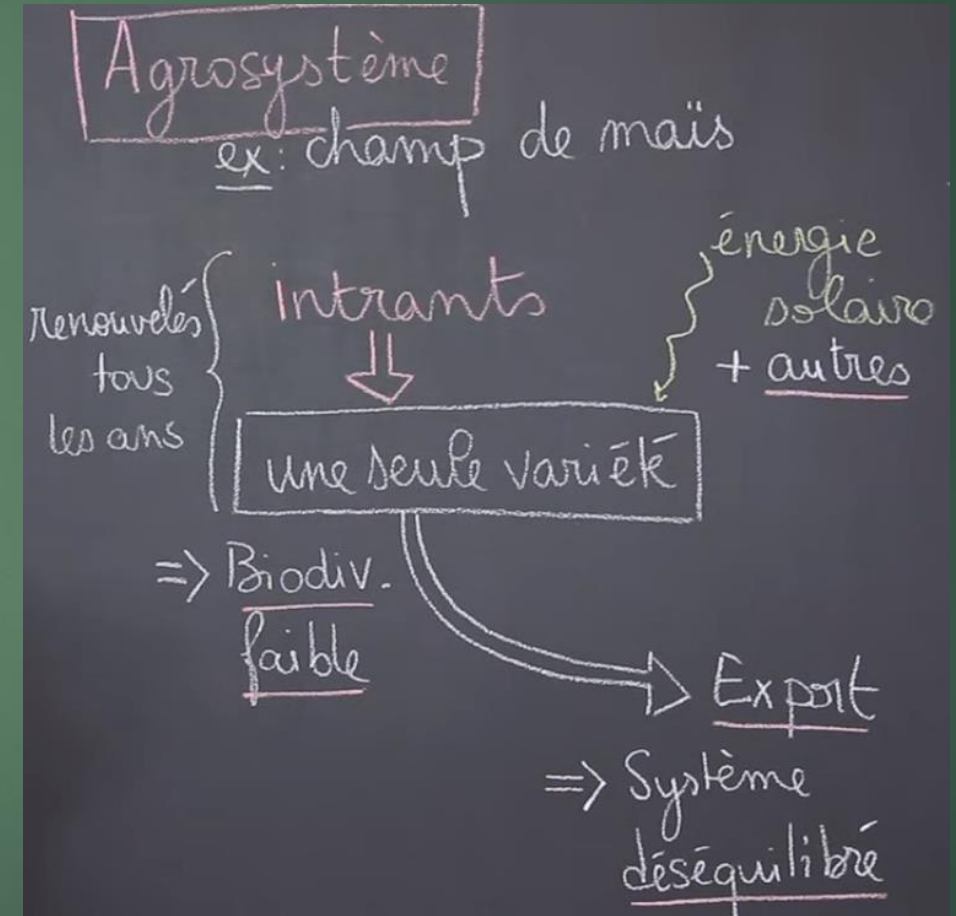 Agrosystème
ex: champ de maïs
renouvelés
tous
les ans
intrants
énergie
solaire
+ autres
une seule variété
=> Biodiv.
faible
Export
=> Système
déséquilibré